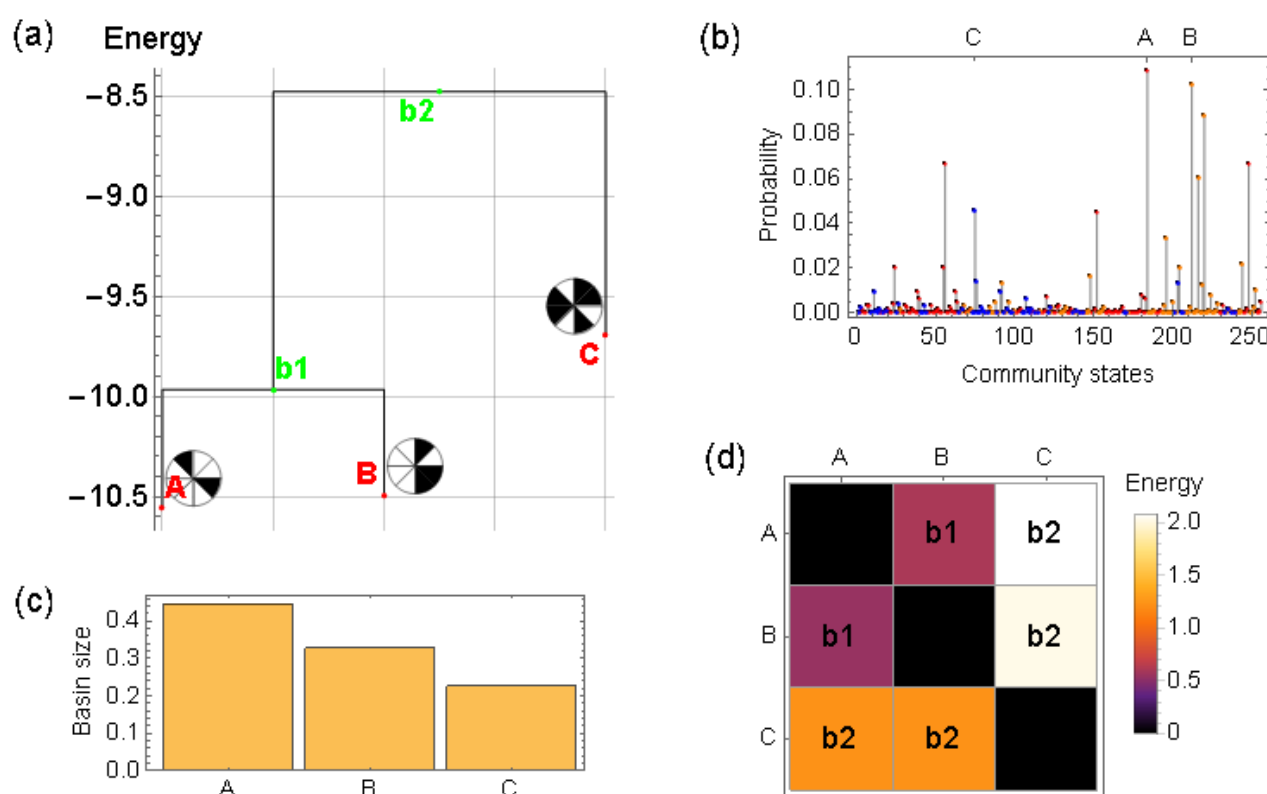 (a) Energy
−8.5
b2
−9.0
−9.5
C
b1
−10.0
A
B
−10.5
(b)
C A B
0.10
0.08
0.06
0.04
0.02
0.00
Probability
50 100 150 200 250
Community states
(c)
0.4
0.3
0.2
0.1
0.0
Basin size
A B C
(d)
A B C
A b1 b2
B b1 b2
C b2 b2
Energy
2.0
1.5
1.0
0.5
0